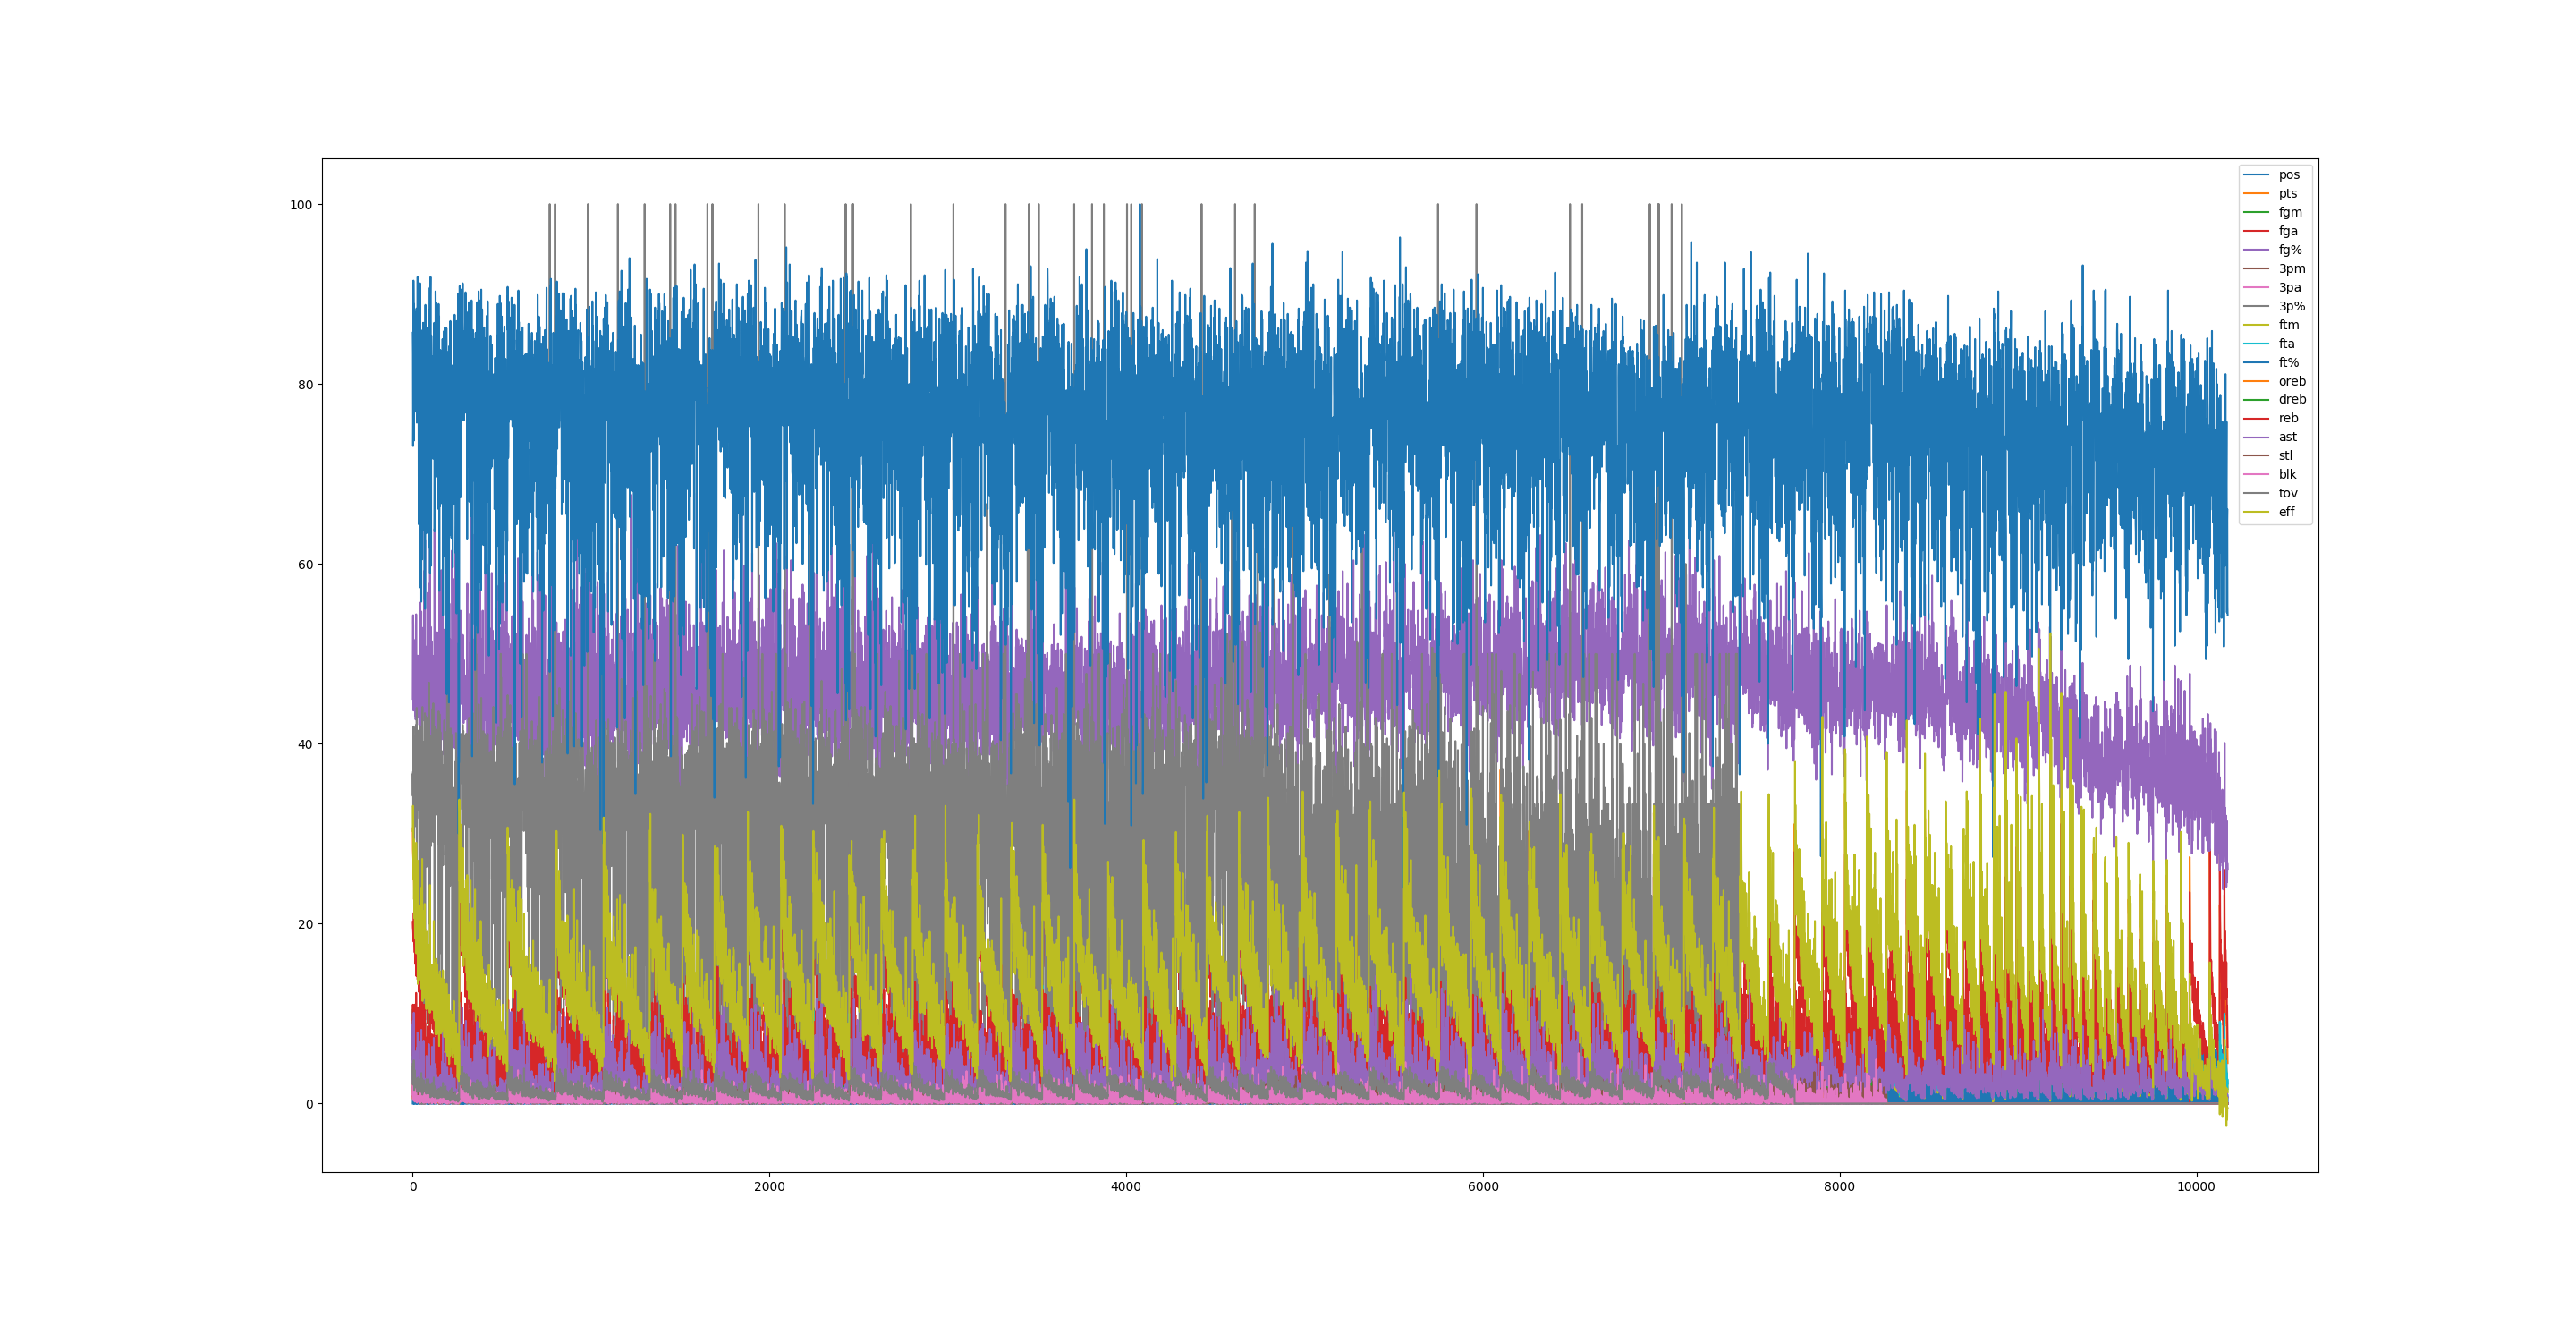 100
80
60
40
20
0
0 2000 4000 6000 8000 10000
pos
pts
fgm
fga
fg%
3pm
3pa
3p%
ftm
fta
ft%
oreb
dreb
reb
ast
stl
blk
tov
eff